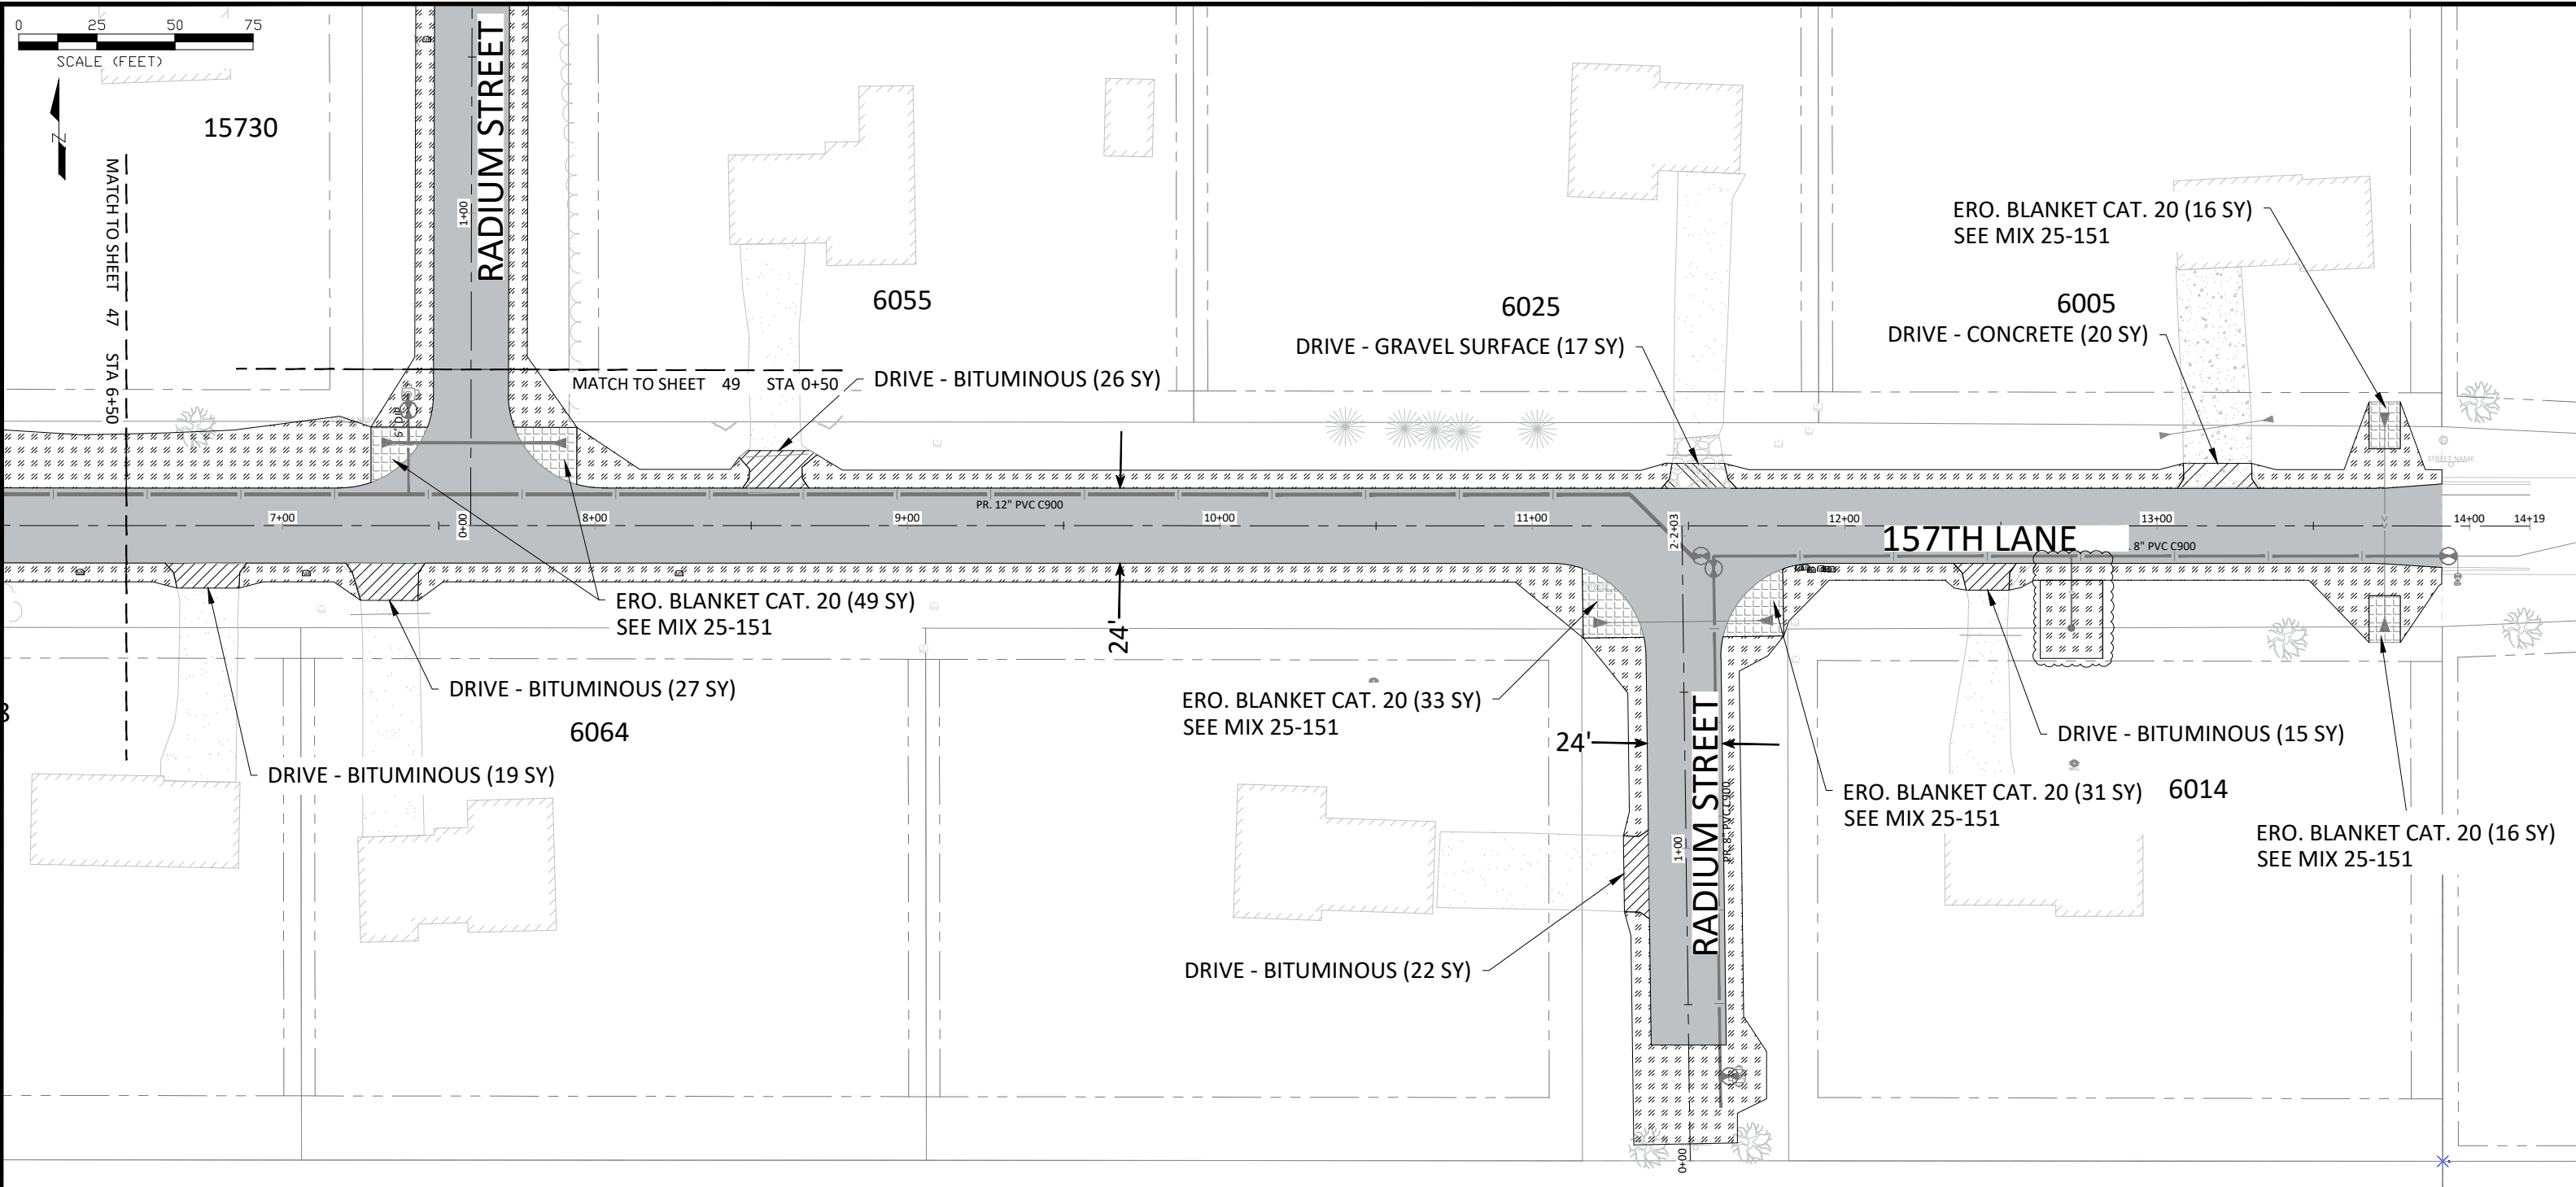 0 25 50 75
SCALE (FEET)
Z
15730
MATCH TO SHEET 47 STA 6+50
RADIUM STREET
1+00
6055
6025
ERO. BLANKET CAT. 20 (16 SY)
SEE MIX 25-151
6005
DRIVE - CONCRETE (20 SY)
DRIVE - GRAVEL SURFACE (17 SY)
MATCH TO SHEET 49 STA 0+50
DRIVE - BITUMINOUS (26 SY)
STREET NAME
PR. 12" PVC C900
7+00
0+00
8+00
9+00
10+00
11+00
2+03
12+00
13+00
14+00
14+19
157TH LANE
8" PVC C900
24'
ERO. BLANKET CAT. 20 (49 SY)
SEE MIX 25-151
DRIVE - BITUMINOUS (27 SY)
6064
DRIVE - BITUMINOUS (19 SY)
ERO. BLANKET CAT. 20 (33 SY)
SEE MIX 25-151
24'
RADIUM STREET
PR. 8" PVC C900
1+00
DRIVE - BITUMINOUS (15 SY)
6014
ERO. BLANKET CAT. 20 (31 SY)
SEE MIX 25-151
ERO. BLANKET CAT. 20 (16 SY)
SEE MIX 25-151
DRIVE - BITUMINOUS (22 SY)
0+00